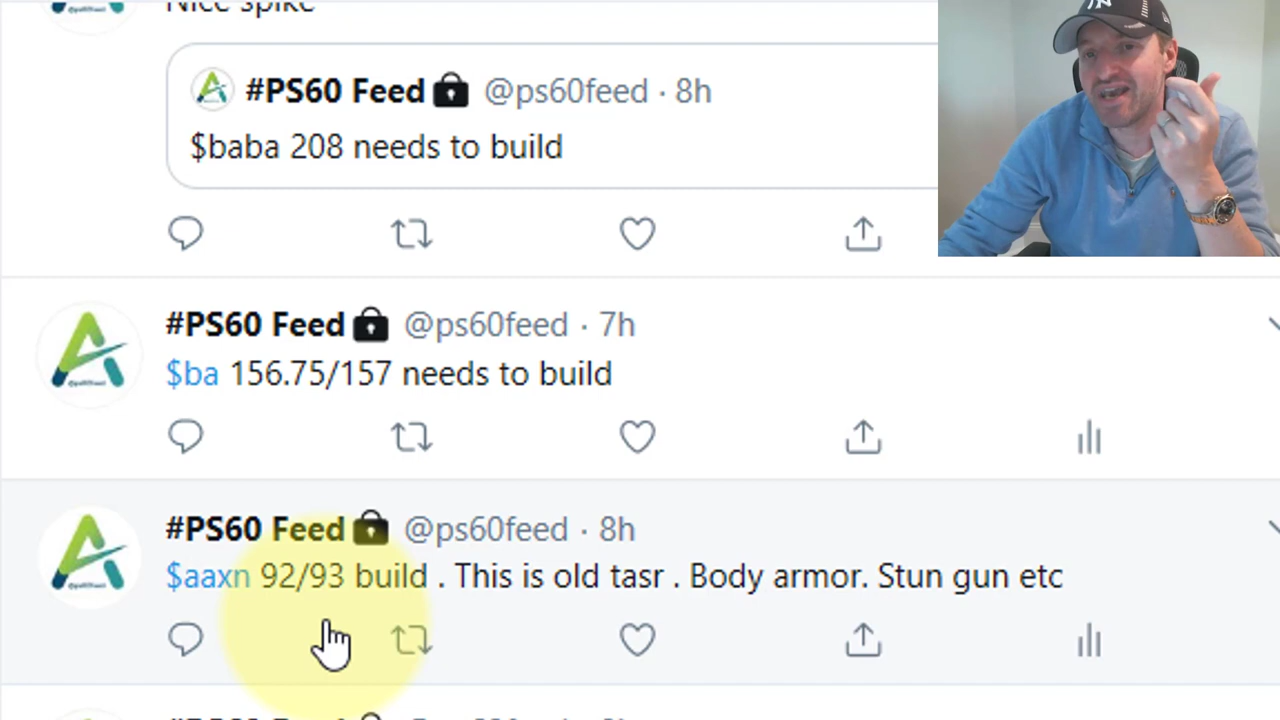 Nice spike
#PS60 Feed @ps60feed · 8h
$baba 208 needs to build
#PS60 Feed @ps60feed · 7h
$ba 156.75/157 needs to build
#PS60 Feed @ps60feed · 8h
$aaxn 92/93 build . This is old tasr . Body armor. Stun gun etc